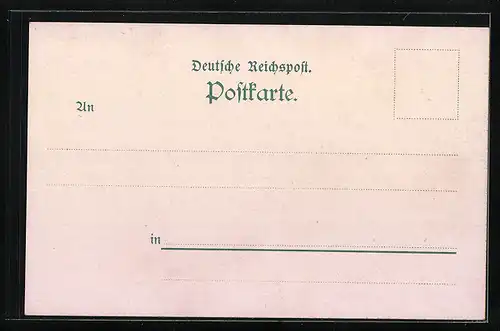 Deutsche Reichspost.
Postkarte.
An
in